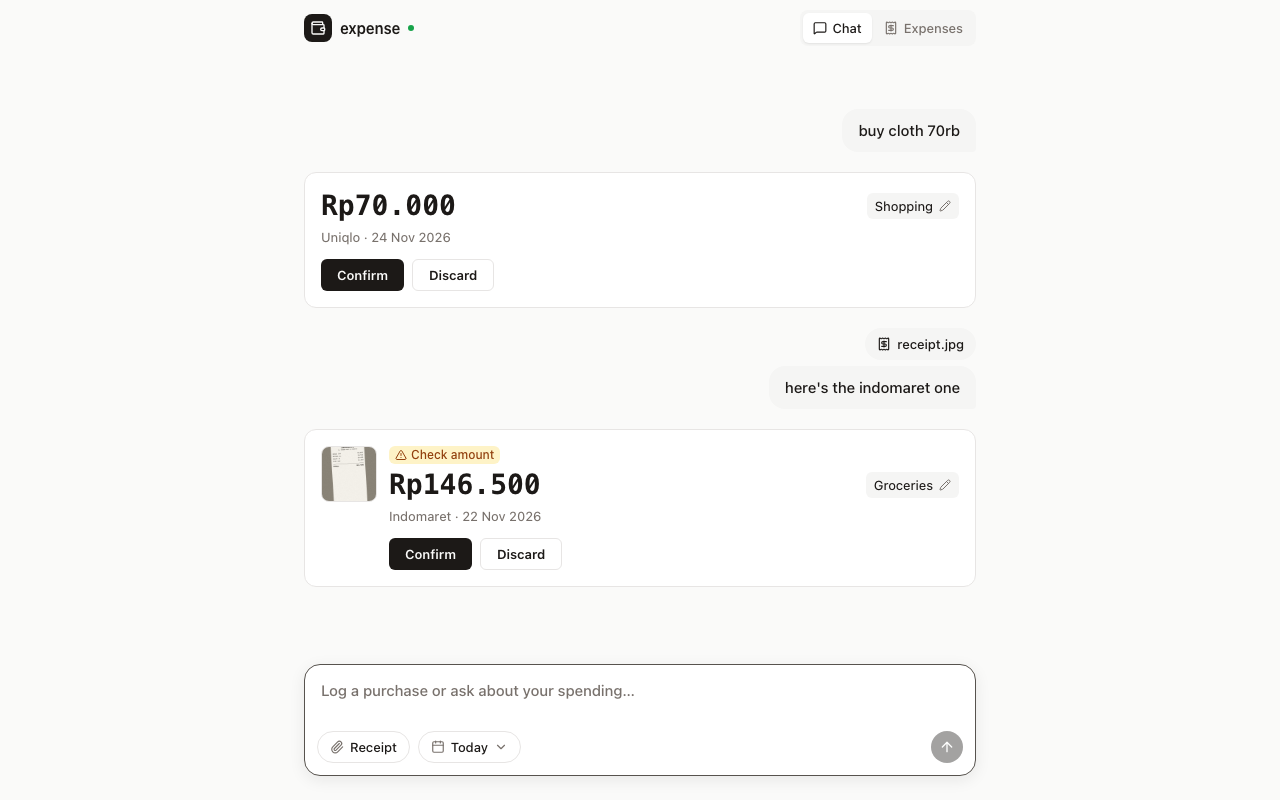 expense
Chat
Expenses
buy cloth 70rb
Rp70.000
Shopping
Uniqlo · 24 Nov 2026
Confirm
Discard
receipt.jpg
here's the indomaret one
Check amount
Rp146.500
Groceries
Indomaret · 22 Nov 2026
Confirm
Discard
Log a purchase or ask about your spending...
Receipt
Today